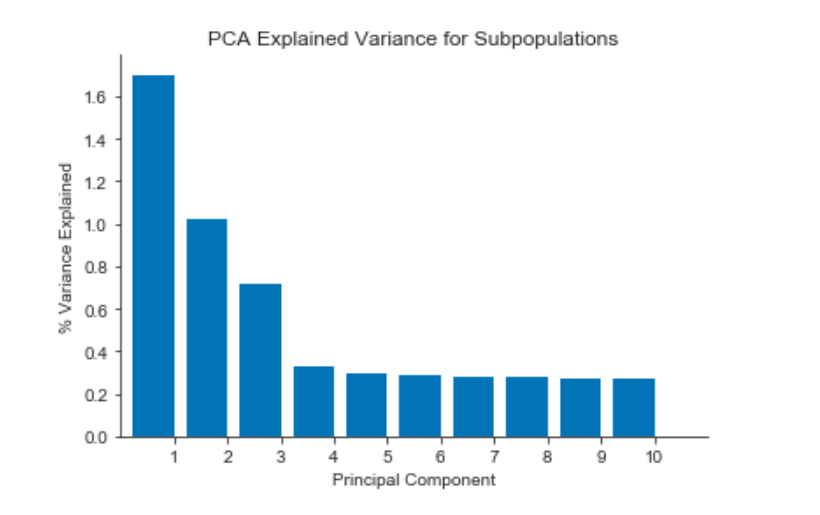 PCA Explained Variance for Subpopulations
% Variance Explained
1.6
1.4
1.2
1.0
0.8
0.6
0.4
0.2
0.0
1 2 3 4 5 6 7 8 9 10
Principal Component